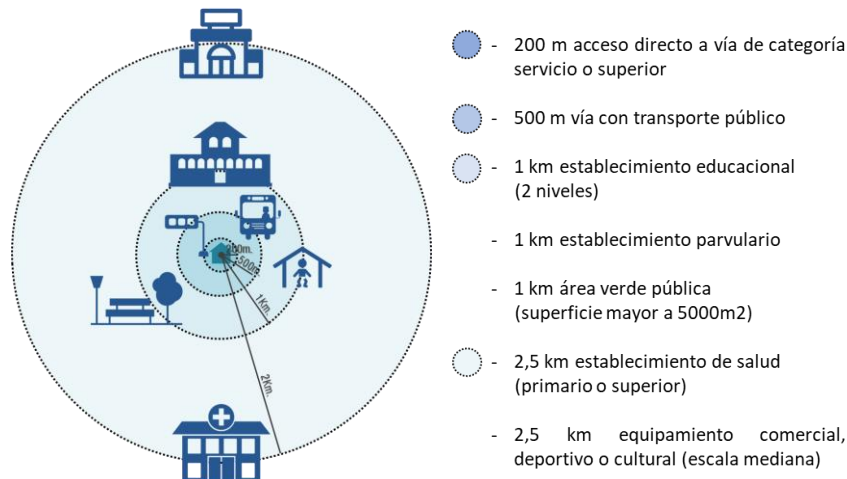 200m.
500m.
1Km.
2Km.
- 200 m acceso directo a vía de categoría
servicio o superior
- 500 m vía con transporte público
- 1 km establecimiento educacional
(2 niveles)
- 1 km establecimiento parvulario
- 1 km área verde pública
(superficie mayor a 5000m2)
- 2,5 km establecimiento de salud
(primario o superior)
- 2,5 km equipamiento comercial,
deportivo o cultural (escala mediana)